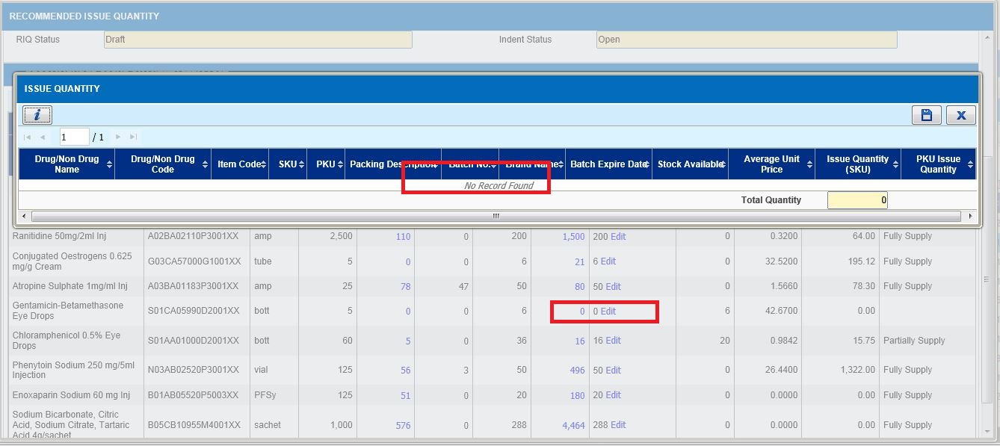 RECOMMENDED ISSUE QUANTITY
RIQ Status Draft Indent Status Open
ISSUE QUANTITY
i X
1 / 1
Drug/Non Drug Name Drug/Non Drug Code Item Code SKU PKU Packing Description Batch No. Brand Name Batch Expire Date Stock Available Average Unit Price Issue Quantity (SKU) PKU Issue Quantity
No Record Found
Total Quantity 0
Ranitidine 50mg/2ml Inj A02BA02110P3001XX amp 2,500 110 0 200 1,500 200 Edit 0 0.3200 64.00 Fully Supply
Conjugated Oestrogens 0.625
mg/g Cream G03CA57000G1001XX tube 5 0 0 6 21 6 Edit 0 32.5200 195.12 Fully Supply
Atropine Sulphate 1mg/ml Inj A03BA01183P3001XX amp 25 78 47 50 80 50 Edit 0 1.5660 78.30 Fully Supply
Gentamicin-Betamethasone
Eye Drops S01CA05990D2001XX bott 5 0 0 6 0 0 Edit 6 42.6700 0.00
Chloramphenicol 0.5% Eye
Drops S01AA01000D2001XX bott 60 5 0 36 16 16 Edit 20 0.9842 15.75 Partially Supply
Phenytoin Sodium 250 mg/5ml
Injection N03AB02520P3001XX vial 125 56 3 50 496 50 Edit 0 26.4400 1,322.00 Fully Supply
Enoxaparin Sodium 60 mg Inj B01AB05520P5003XX PFSy 125 51 0 20 180 20 Edit 0 0.0000 0.00 Fully Supply
Sodium Bicarbonate, Citric
Acid, Sodium Citrate, Tartaric
Acid 4g/sachet B05CB10955M4001XX sachet 1,000 576 0 288 4,464 288 Edit 0 0.0000 0.00 Fully Supply